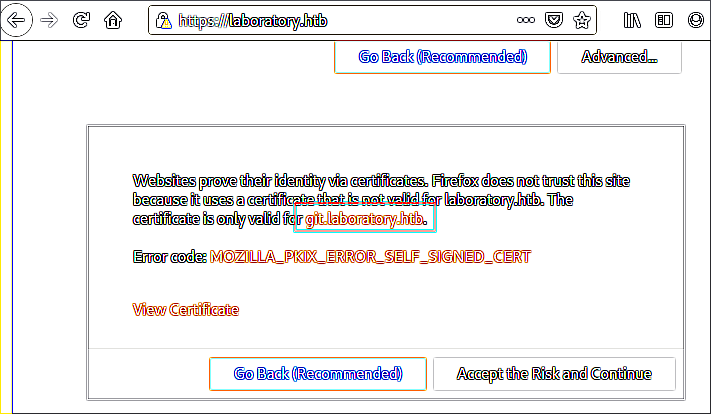 https://laboratory.htb
Go Back (Recommended) Advanced...
Websites prove their identity via certificates. Firefox does not trust this site
because it uses a certificate that is not valid for laboratory.htb. The
certificate is only valid for git.laboratory.htb.
Error code: MOZILLA_PKIX_ERROR_SELF_SIGNED_CERT
View Certificate
Go Back (Recommended) Accept the Risk and Continue